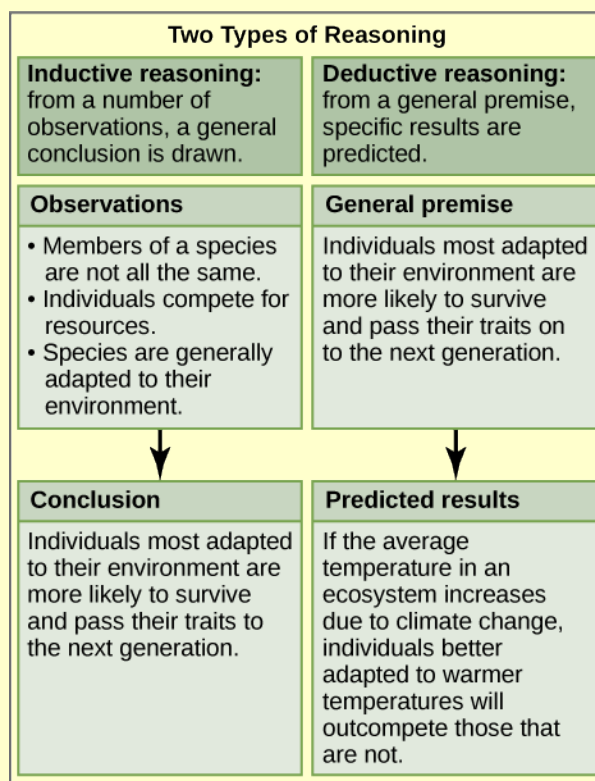 Two Types of Reasoning
Inductive reasoning:
from a number of
observations, a general
conclusion is drawn.
Deductive reasoning:
from a general premise,
specific results are
predicted.
Observations
• Members of a species
are not all the same.
• Individuals compete for
resources.
• Species are generally
adapted to their
environment.
General premise
Individuals most adapted
to their environment are
more likely to survive
and pass their traits on
to the next generation.
Conclusion
Individuals most adapted
to their environment are
more likely to survive
and pass their traits to
the next generation.
Predicted results
If the average
temperature in an
ecosystem increases
due to climate change,
individuals better
adapted to warmer
temperatures will
outcompete those that
are not.